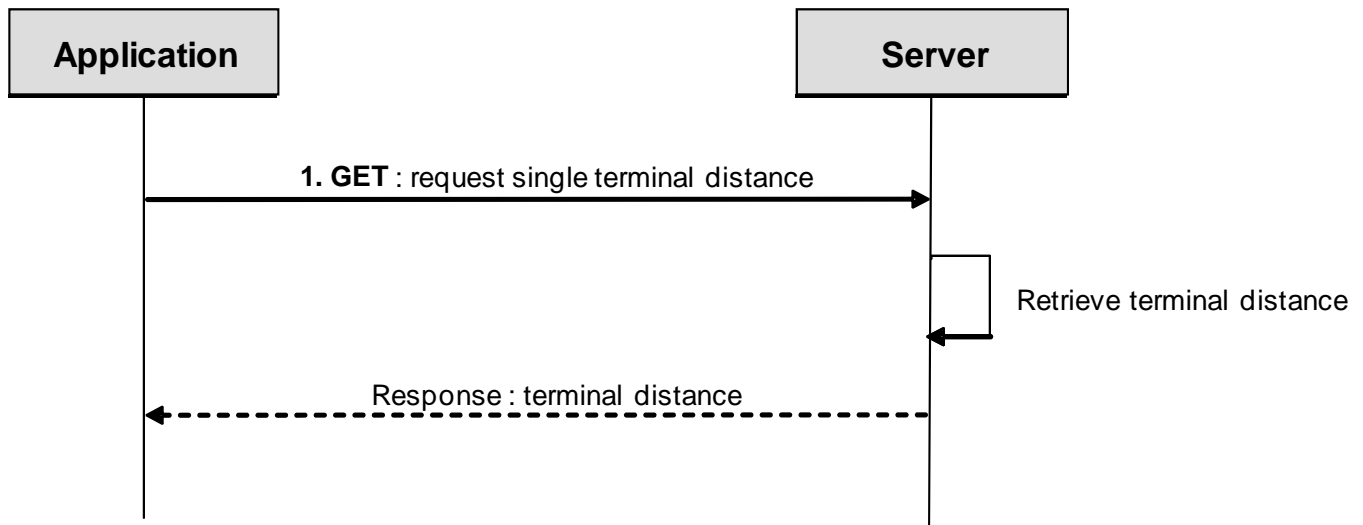 Application
Server
1. GET : request single terminal distance
Retrieve terminal distance
Response : terminal distance